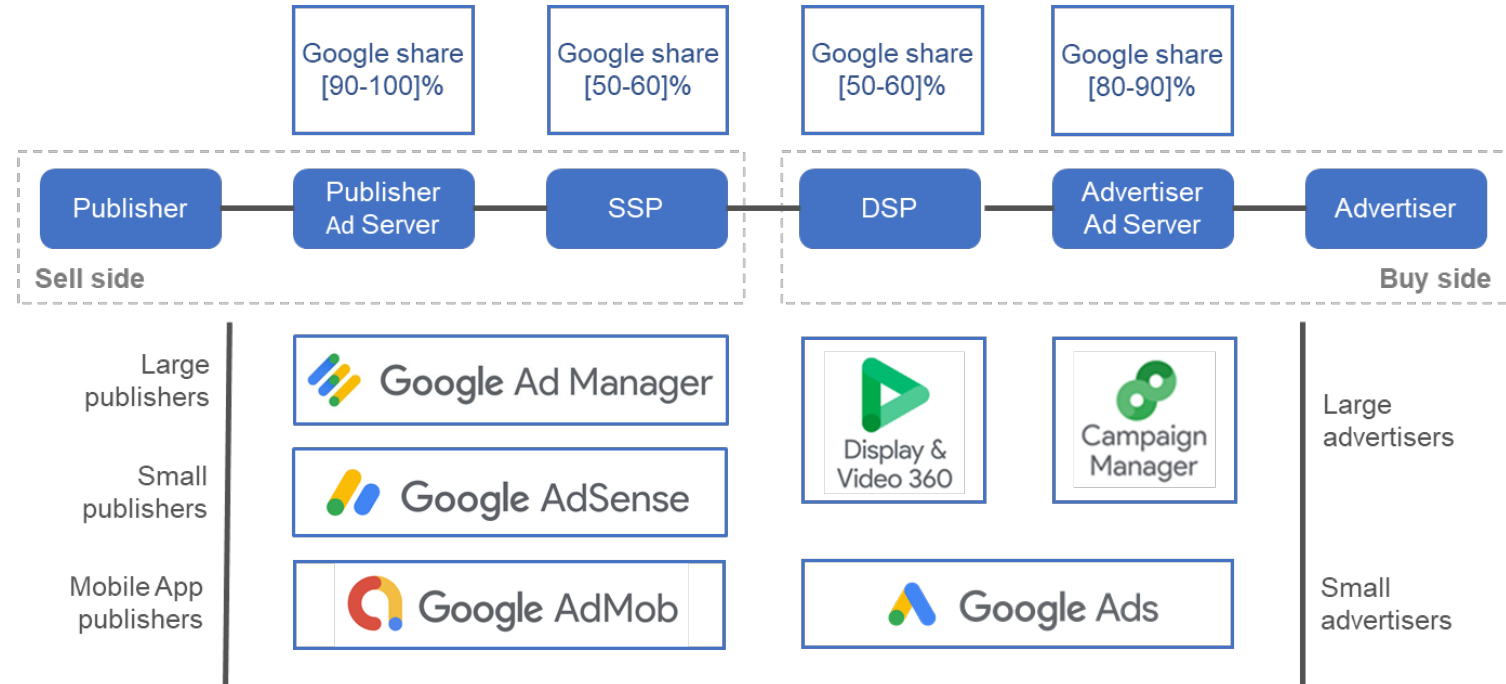 Google share
[90-100]%
Google share
[50-60]%
Google share
[50-60]%
Google share
[80-90]%
Publisher
Publisher
Ad Server
SSP
DSP
Advertiser
Ad Server
Advertiser
Sell side
Buy side
Large
publishers
Google Ad Manager
Display &
Video 360
Campaign
Manager
Large
advertisers
Small
publishers
Google AdSense
Mobile App
publishers
Google AdMob
Google Ads
Small
advertisers